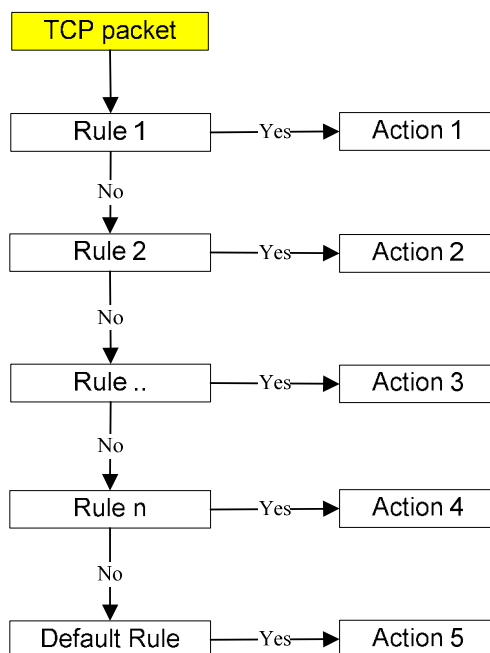 TCP packet
Rule 1
Yes
Action 1
No
Rule 2
Yes
Action 2
No
Rule ..
Yes
Action 3
No
Rule n
Yes
Action 4
No
Default Rule
Yes
Action 5